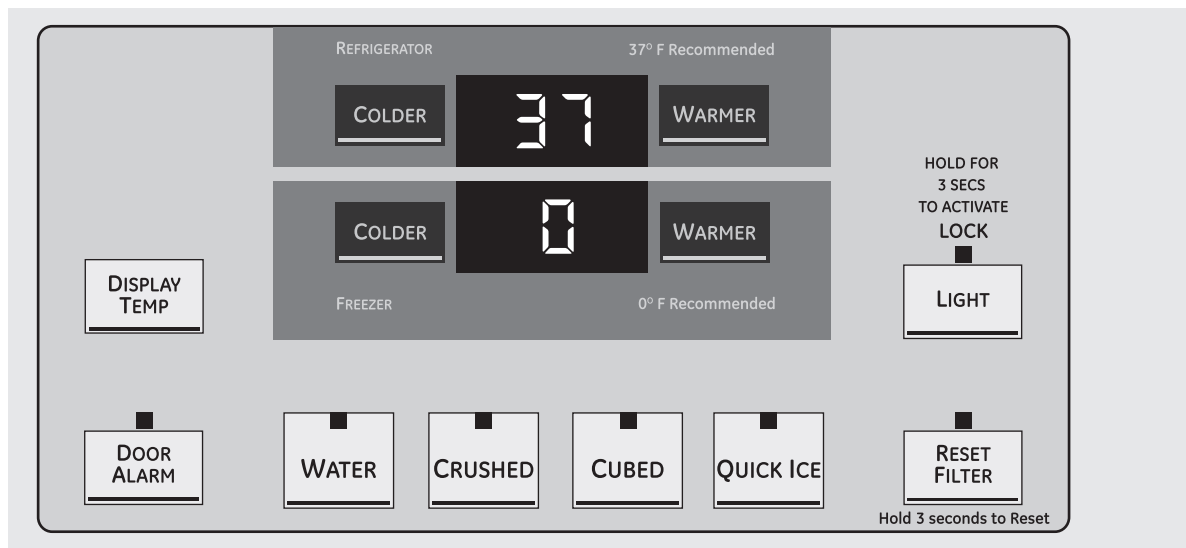 REFRIGERATOR 37° F Recommended
COLDER 37 WARMER
COLDER 0 WARMER
FREEZER 0° F Recommended
HOLD FOR
3 SECS
TO ACTIVATE
LOCK
LIGHT
DISPLAY
TEMP
DOOR
ALARM
WATER
CRUSHED
CUBED
QUICK ICE
RESET
FILTER
Hold 3 seconds to Reset